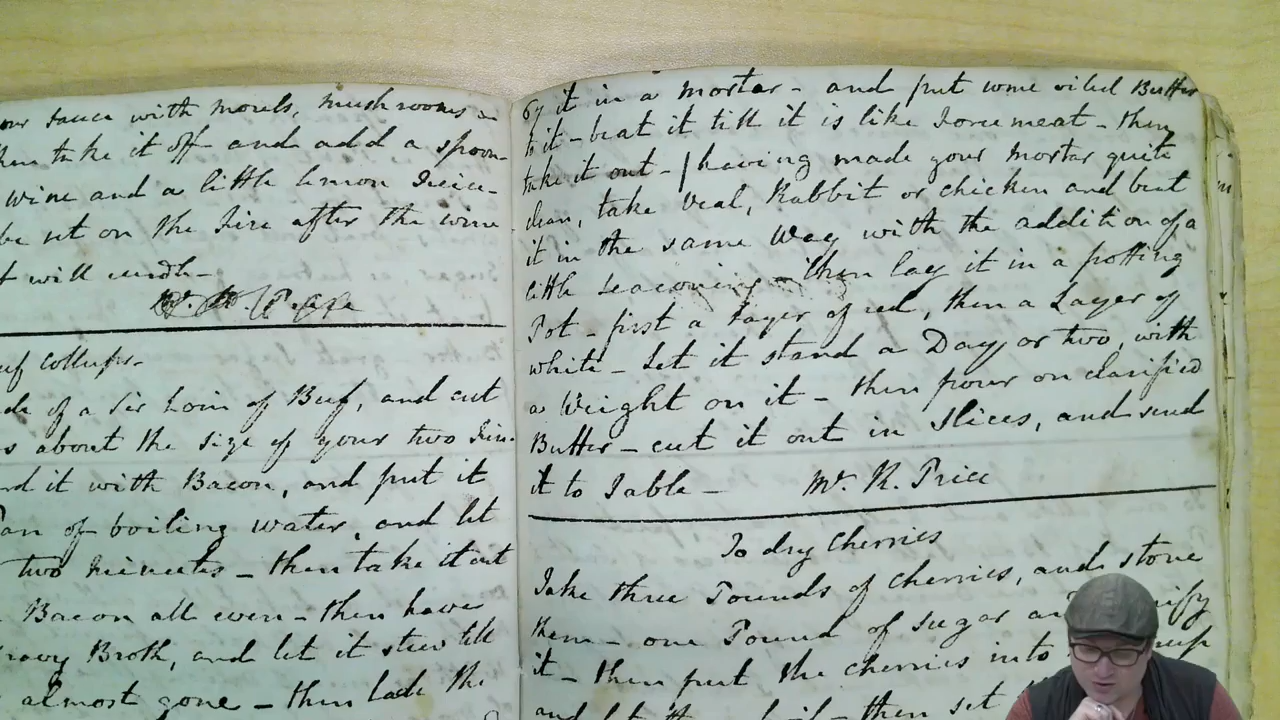 our sauce with morels, mushrooms
then take it off and add a spoon-
wine and a little lemon Juice-
be set on the fire after the wine-
t will curdle-
Beef Collups-
de of a Sir Loin of Beef, and cut
s about the size of your two fin-
rd it with Bacon, and put it
Pan of boiling water, and let
two minutes - then take it out
Bacon all over - then have
Gravy Broth, and let it stew till
almost gone - then lade the
by it in a mortar - and put some oiled Butter
to it - beat it till it is like Forcemeat - then
take it out - (having made your mortar quite
clean, take Veal, Rabbit or chicken and beat
it in the same Way with the addition of a
little seasoning - then lay it in a potting
Pot - first a Layer of red, then a Layer of
white - Let it stand a Day or two, with
a Weight on it - then pour on clarified
Butter - cut it out in Slices, and send
it to Table - Mr. R. Price
To dry Cherries
Take three Pounds of Cherries, and stone
them - one Pound of sugar
it - then put the cherries into
and let - then set